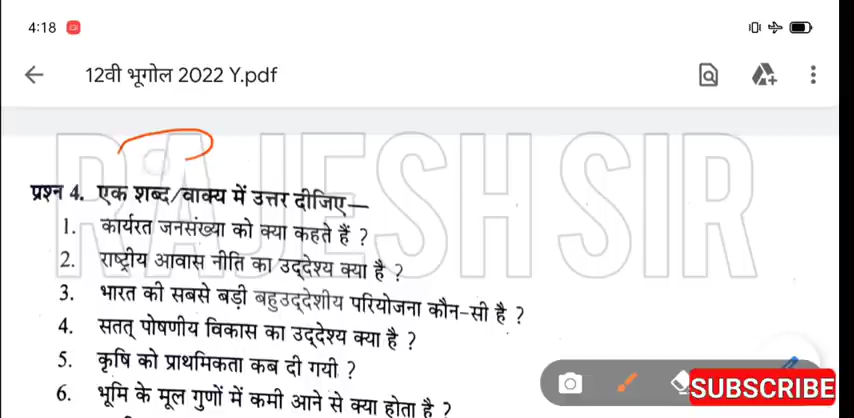 4:18
12वी भूगोल 2022 Y.pdf
RAJESH SIR
प्रश्न 4. एक शब्द/वाक्य में उत्तर दीजिए—
1. कार्यरत जनसंख्या को क्या कहते हैं ?
2. राष्ट्रीय आवास नीति का उद्देश्य क्या है ?
3. भारत की सबसे बड़ी बहुउद्देशीय परियोजना कौन-सी है ?
4. सतत् पोषणीय विकास का उद्देश्य क्या है ?
5. कृषि को प्राथमिकता कब दी गयी ?
6. भूमि के मूल गुणों में कमी आने से क्या होता है ?
SUBSCRIBE